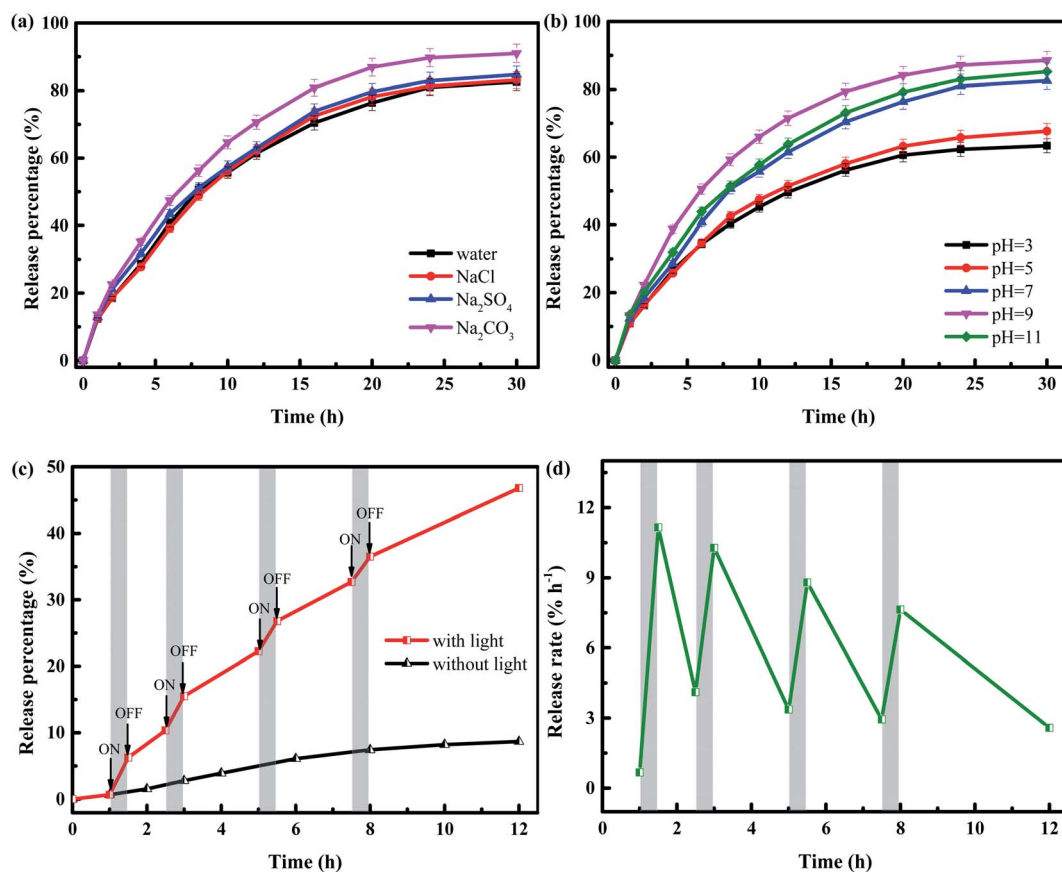 (a)
100
80
60
40
20
0
Release percentage (%)
water
NaCl
Na₂SO₄
Na₂CO₃
0 5 10 15 20 25 30
Time (h)
(b)
100
80
60
40
20
0
Release percentage (%)
pH=3
pH=5
pH=7
pH=9
pH=11
0 5 10 15 20 25 30
Time (h)
(c)
50
40
30
20
10
0
Release percentage (%)
ON
OFF
ON
OFF
ON
OFF
ON
OFF
with light
without light
0 2 4 6 8 10 12
Time (h)
(d)
12
9
6
3
0
Release rate (% h⁻¹)
0 2 4 6 8 10 12
Time (h)